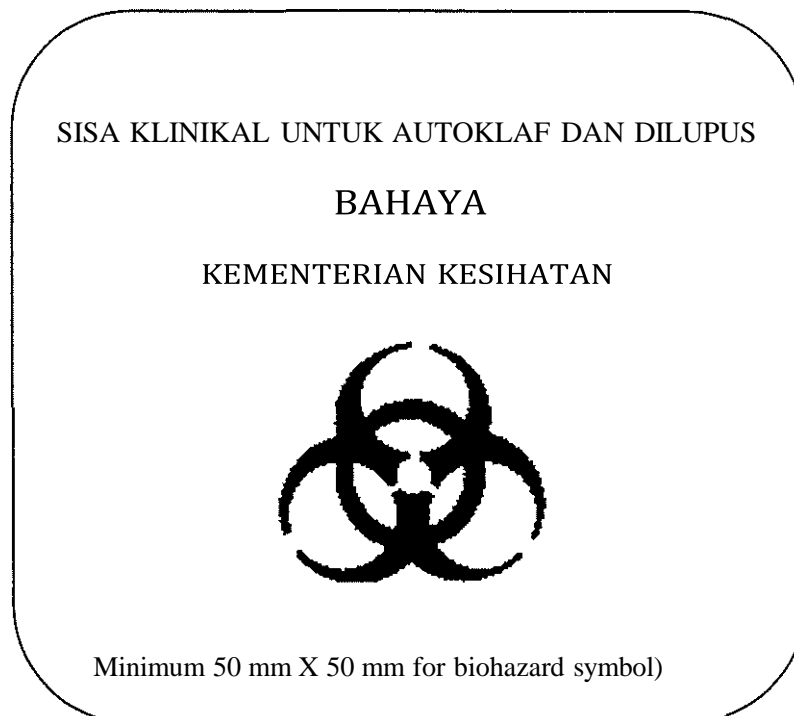 SISA KLINIKAL UNTUK AUTOKLAF DAN DILUPUS
BAHAYA
KEMENTERIAN KESIHATAN
Minimum 50 mm X 50 mm for biohazard symbol)